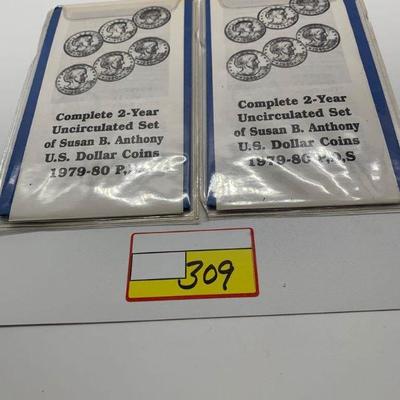 Complete 2-Year
Uncirculated Set
of Susan B. Anthony
U.S. Dollar Coins
1979-80 P,D,S
Complete 2-Year
Uncirculated Set
of Susan B. Anthony
U.S. Dollar Coins
1979-80 P,D,S
309